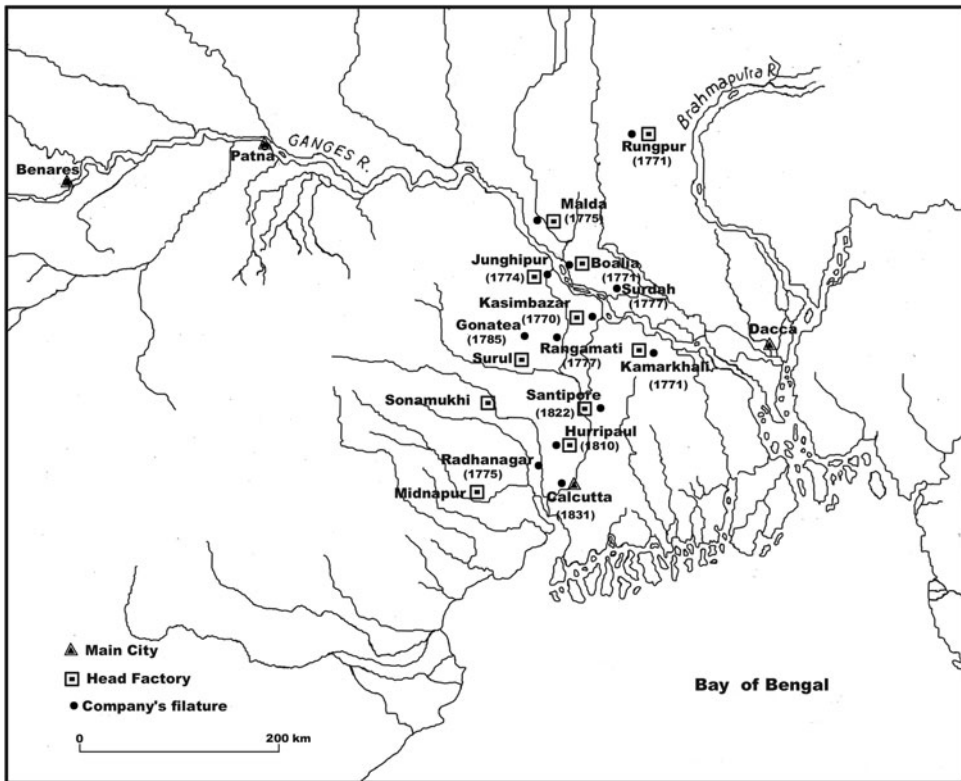 Brahmaputra R.
GANGES R.
Rungpur
(1771)
Patna
Benares
Malda
(1775)
Junghipur
(1774)
Boalia
(1771)
Surdah
(1777)
Kasimbazar
(1770)
Gonatea
(1785)
Rangamati
(1777)
Dacca
Surul
Kamarkhali
(1771)
Sonamukhi
Santipore
(1822)
Hurripaul
(1810)
Radhanagar
(1775)
Midnapur
Calcutta
(1831)
Main City
Head Factory
Company's filature
0 200 km
Bay of Bengal